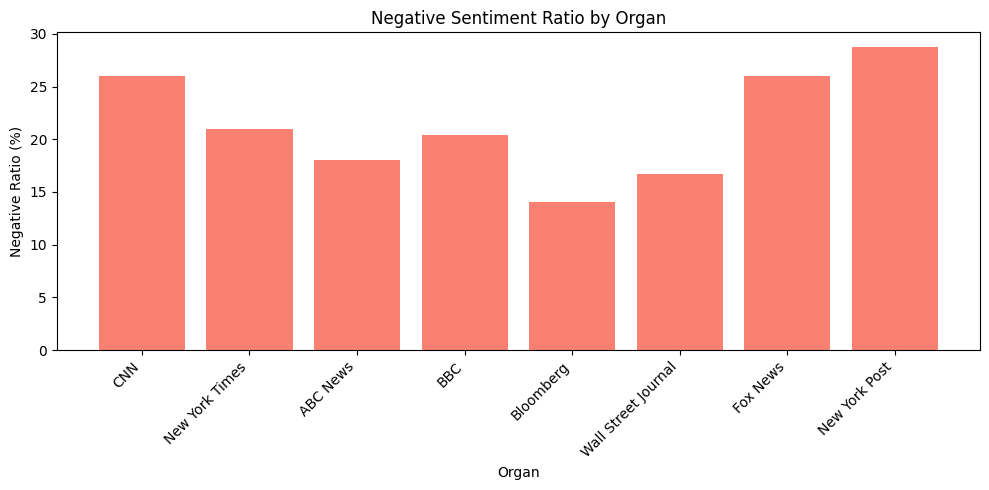 Negative Sentiment Ratio by Organ
Negative Ratio (%)
30
25
20
15
10
5
0
CNN
New York Times
ABC News
BBC
Bloomberg
Wall Street Journal
Fox News
New York Post
Organ